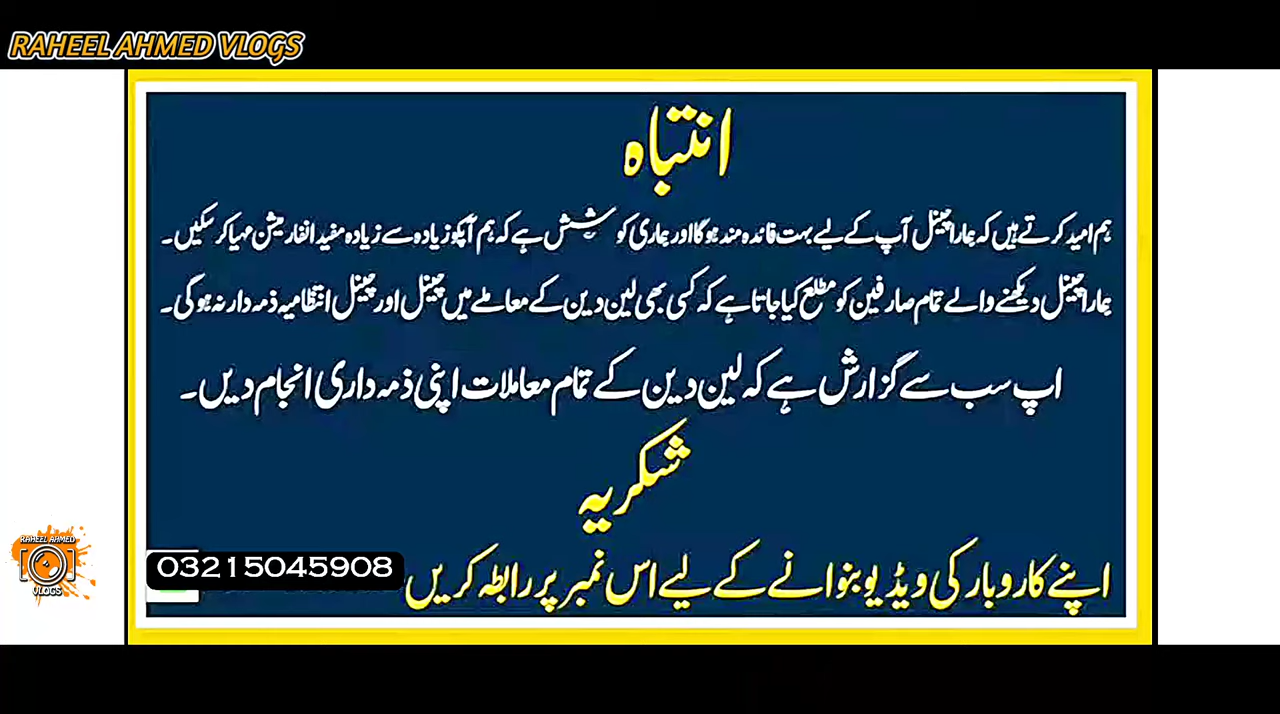 RAHEEL AHMED VLOGS
انتباہ
ہم امید کرتے ہیں کہ ہمارا چینل آپ کے لیے بہت فائدہ مند ہوگا اور ہماری کوشش ہے کہ ہم آپکو زیادہ سے زیادہ مفید انفارمیشن مہیا کر سکیں۔
ہمارا چینل دیکھنے والے تمام صارفین کو مطلع کیا جاتا ہے کہ کسی بھی لین دین کے معاملے میں چینل اور چینل انتظامیہ ذمہ دار نہ ہوگی۔
اپ سب سے گزارش ہے کہ لین دین کے تمام معاملات اپنی ذمہ داری انجام دیں۔
شکریہ
اپنے کاروبار کی ویڈیو بنوانے کے لیے اس نمبر پر رابطہ کریں 03215045908
RAHEEL AHMED
VLOGS